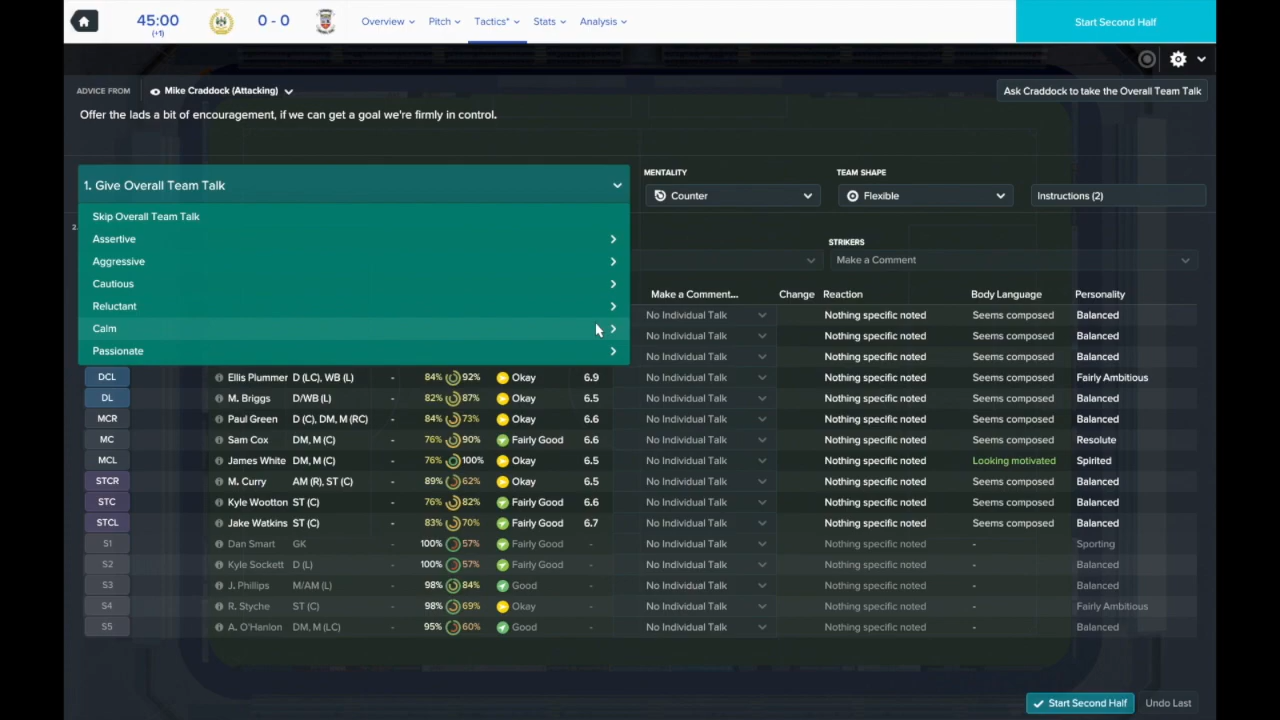 45:00 0 - 0 Overview Pitch Tactics* Stats Analysis Start Second Half
(+1)
ADVICE FROM Mike Craddock (Attacking) Ask Craddock to take the Overall Team Talk
Offer the lads a bit of encouragement, if we can get a goal we're firmly in control.
MENTALITY TEAM SHAPE
1. Give Overall Team Talk Counter Flexible Instructions (2)
Skip Overall Team Talk
2.
Assertive STRIKERS
Aggressive Make a Comment
Cautious Make a Comment... Change Reaction Body Language Personality
Reluctant No Individual Talk Nothing specific noted Seems composed Balanced
Calm No Individual Talk Nothing specific noted Seems composed Balanced
Passionate No Individual Talk Nothing specific noted Seems composed Balanced
DCL Ellis Plummer D (LC), WB (L) - 84% 92% Okay 6.9 No Individual Talk Nothing specific noted Seems composed Fairly Ambitious
DL M. Briggs D/WB (L) - 82% 87% Okay 6.5 No Individual Talk Nothing specific noted Seems composed Balanced
MCR Paul Green D (C), DM, M (RC) - 84% 73% Okay 6.6 No Individual Talk Nothing specific noted Seems composed Balanced
MC Sam Cox DM, M (C) - 76% 90% Fairly Good 6.6 No Individual Talk Nothing specific noted Seems composed Resolute
MCL James White DM, M (C) - 76% 100% Okay 6.5 No Individual Talk Nothing specific noted Looking motivated Spirited
STCR M. Curry AM (R), ST (C) - 89% 62% Okay 6.5 No Individual Talk Nothing specific noted Seems composed Balanced
STC Kyle Wootton ST (C) - 76% 82% Fairly Good 6.6 No Individual Talk Nothing specific noted Seems composed Balanced
STCL Jake Watkins ST (C) - 83% 70% Fairly Good 6.7 No Individual Talk Nothing specific noted Seems composed Balanced
S1 Dan Smart GK - 100% 57% Fairly Good - No Individual Talk Nothing specific noted - Sporting
S2 Kyle Sockett D (L) - 100% 57% Fairly Good - No Individual Talk Nothing specific noted - Balanced
S3 J. Phillips M/AM (L) - 98% 84% Good - No Individual Talk Nothing specific noted - Balanced
S4 R. Styche ST (C) - 98% 69% Okay - No Individual Talk Nothing specific noted - Fairly Ambitious
S5 A. O'Hanlon DM, M (LC) - 95% 60% Good - No Individual Talk Nothing specific noted - Balanced
Start Second Half Undo Last